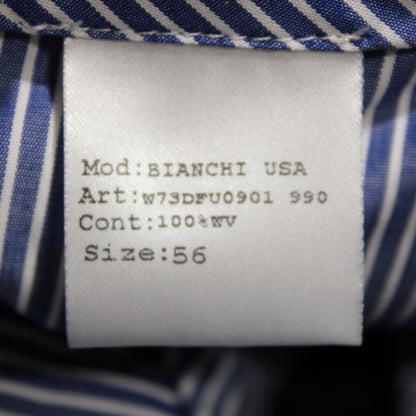 Mod:BIANCHI USA
Art:W73DFU0901 990
Cont:100%WV
Size:56